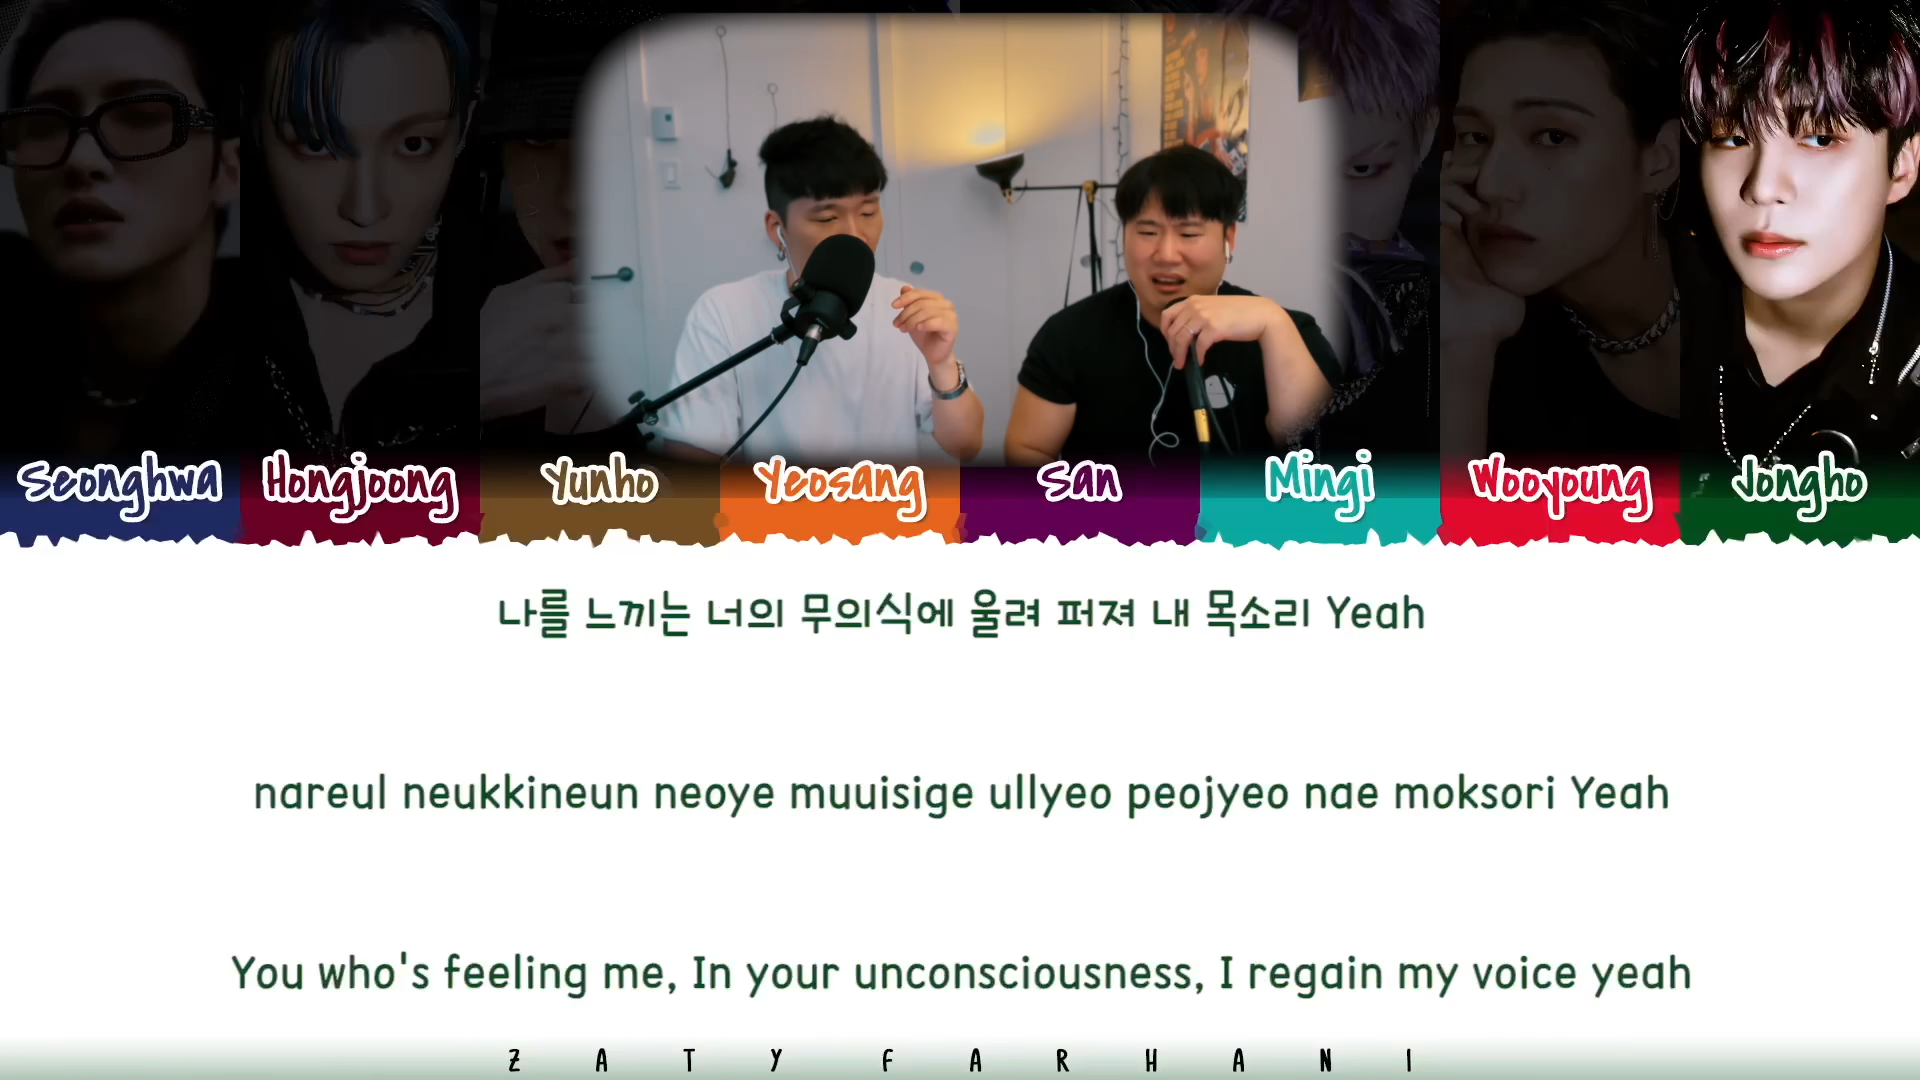 Seonghwa Hongjoong Yunho Yeosang San Mingi Wooyoung Jongho
나를 느끼는 너의 무의식에 울려 퍼져 내 목소리 Yeah
nareul neukkineun neoye muuisige ullyeo peojyeo nae moksori Yeah
You who's feeling me, In your unconsciousness, I regain my voice yeah
ZATY FARHANI